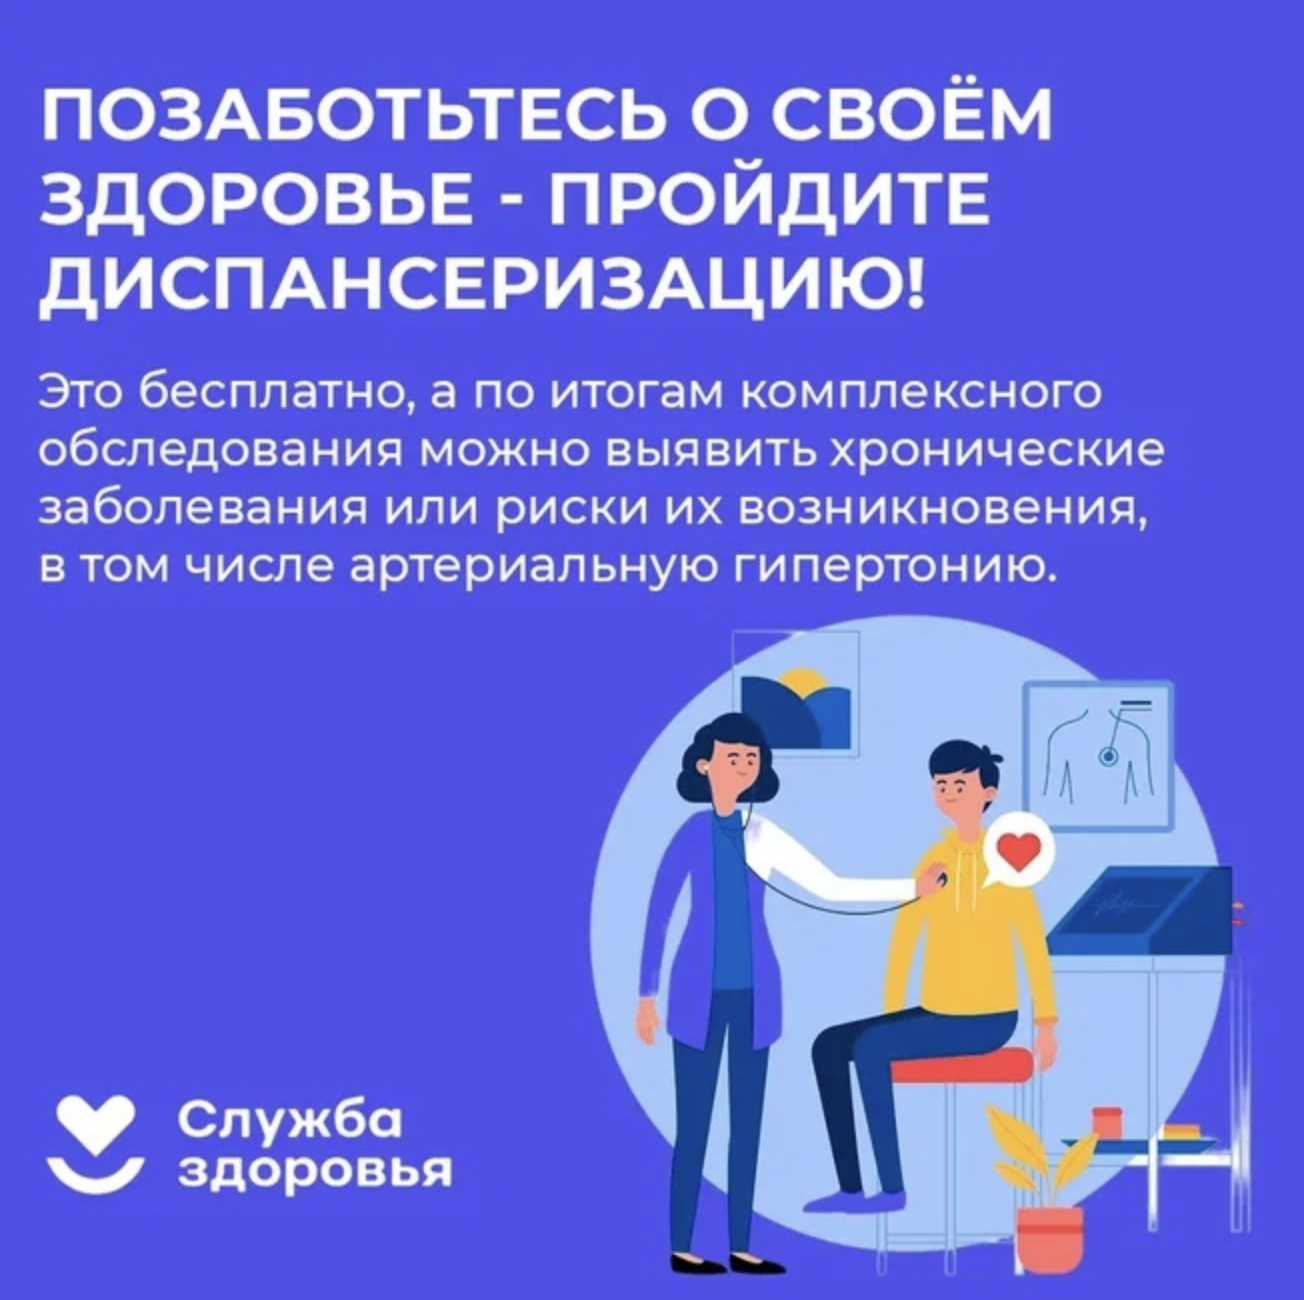 ПОЗАБОТЬТЕСЬ О СВОЁМ
ЗДОРОВЬЕ - ПРОЙДИТЕ
ДИСПАНСЕРИЗАЦИЮ!
Это бесплатно, а по итогам комплексного
обследования можно выявить хронические
заболевания или риски их возникновения,
в том числе артериальную гипертонию.
Служба
здоровья